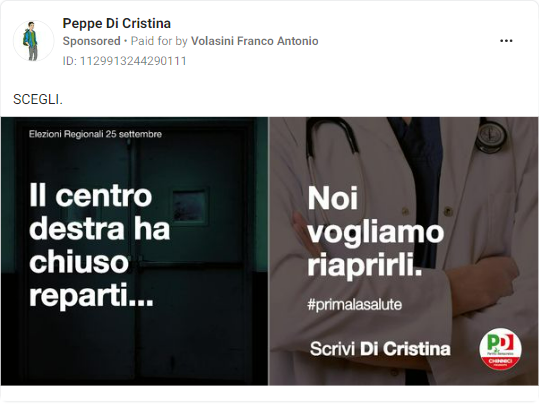 Peppe Di Cristina
Sponsored • Paid for by Volasini Franco Antonio
ID: 1129913244290111
SCEGLI.
Elezioni Regionali 25 settembre
Il centro
destra ha
chiuso
reparti...
Noi
vogliamo
riaprirli.
#primalasalute
Scrivi Di Cristina
PD
Partito Democratico
CHINNICI
PRESIDENTE